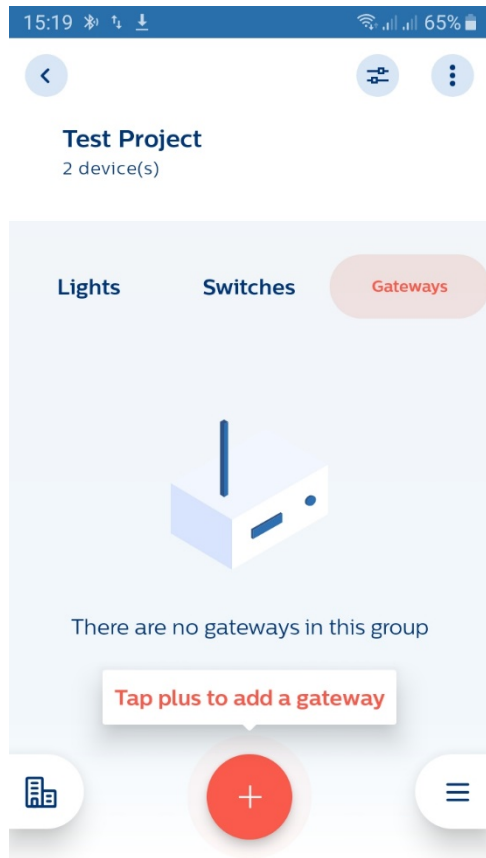 15:19 65%
Test Project
2 device(s)
Lights Switches Gateways
There are no gateways in this group
Tap plus to add a gateway